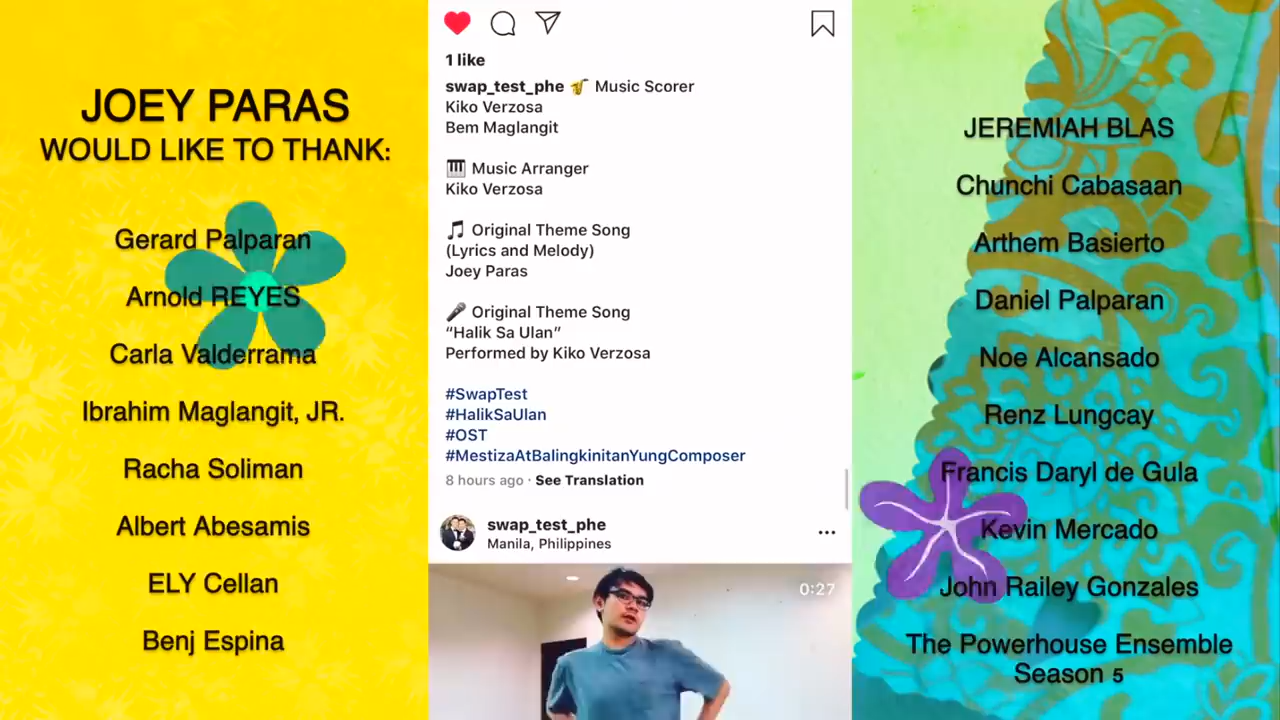 JOEY PARAS
WOULD LIKE TO THANK:
Gerard Palparan
Arnold REYES
Carla Valderrama
Ibrahim Maglangit, JR.
Racha Soliman
Albert Abesamis
ELY Cellan
Benj Espina
1 like
swap_test_phe 🎷 Music Scorer
Kiko Verzosa
Bem Maglangit
🎹 Music Arranger
Kiko Verzosa
🎵 Original Theme Song
(Lyrics and Melody)
Joey Paras
🎤 Original Theme Song
“Halik Sa Ulan”
Performed by Kiko Verzosa
#SwapTest
#HalikSaUlan
#OST
#MestizaAtBalingkinitanYungComposer
8 hours ago · See Translation
swap_test_phe
Manila, Philippines
0:27
JEREMIAH BLAS
Chunchi Cabasaan
Arthem Basierto
Daniel Palparan
Noe Alcansado
Renz Lungcay
Francis Daryl de Gula
Kevin Mercado
John Railey Gonzales
The Powerhouse Ensemble
Season 5